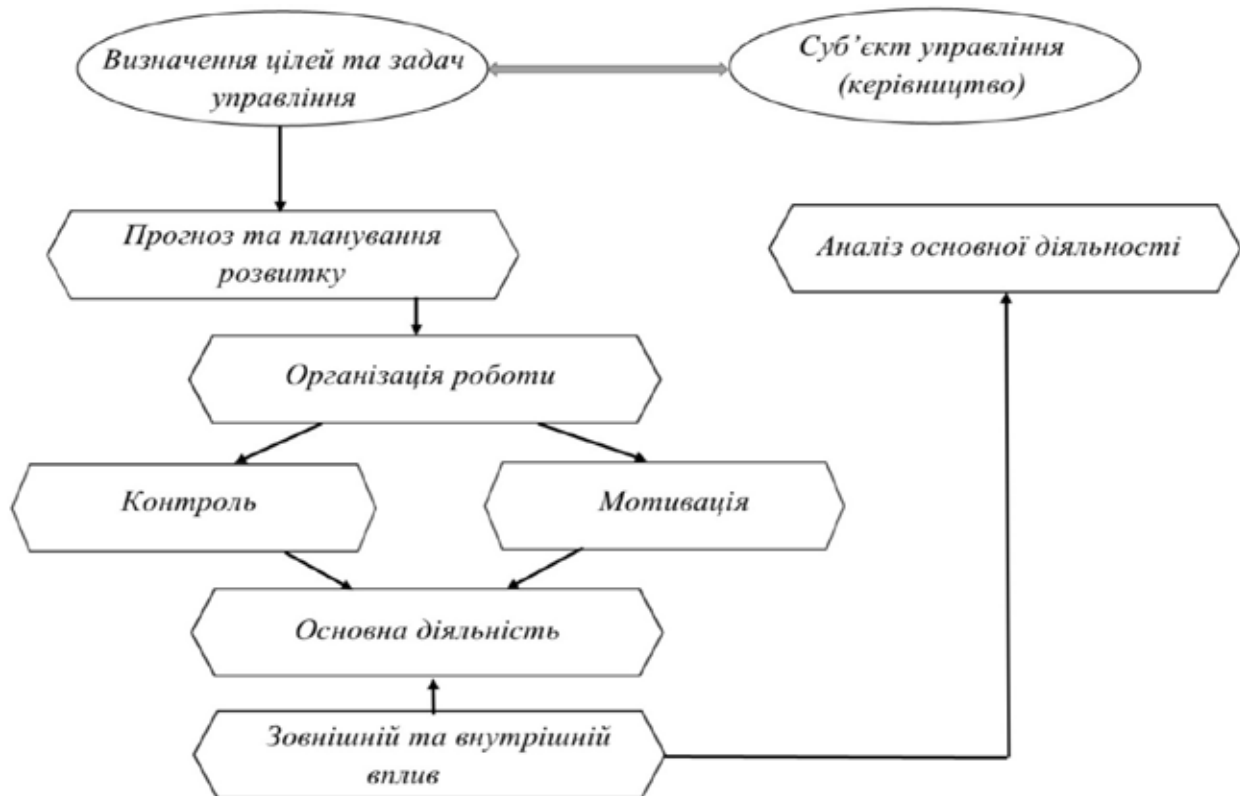 Визначення цілей та задач
управління
Суб’єкт управління
(керівництво)
Прогноз та планування
розвитку
Аналіз основної діяльності
Організація роботи
Контроль
Мотивація
Основна діяльність
Зовнішній та внутрішній
вплив